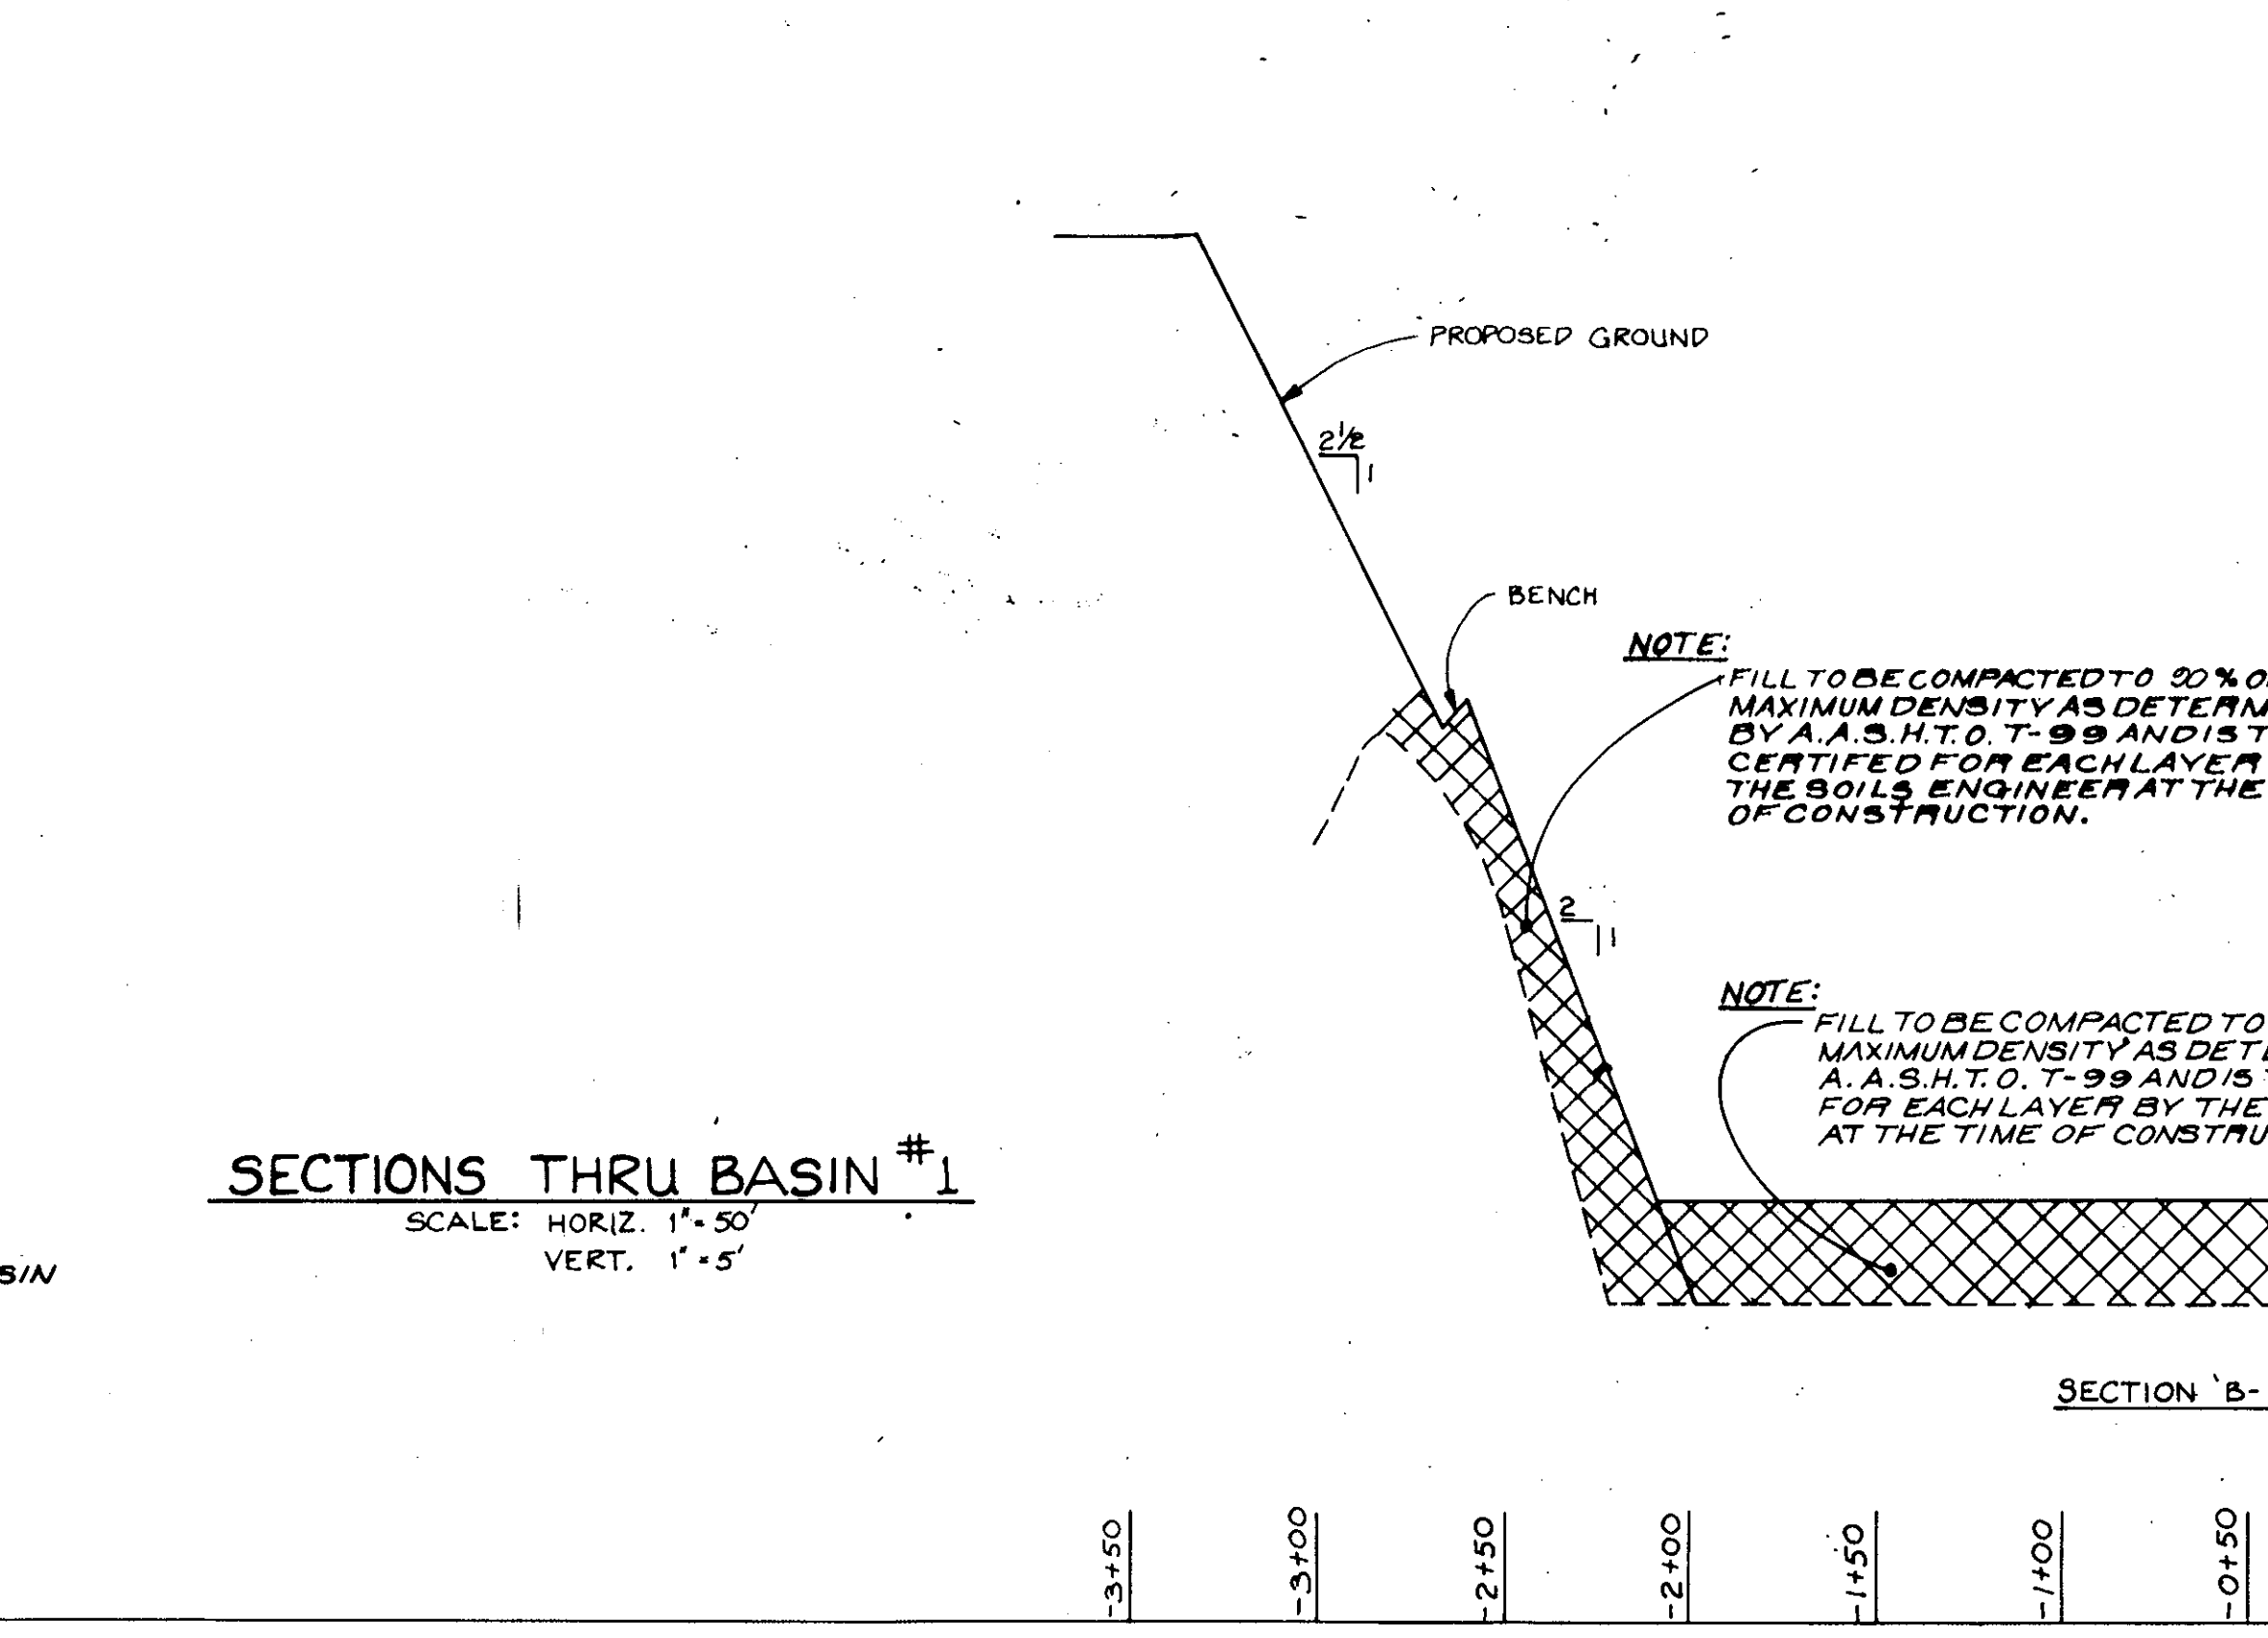 PROPOSED GROUND
2½
1
BENCH
NOTE:
FILL TO BE COMPACTED TO 90% O
MAXIMUM DENSITY AS DETERM
BY A.A.S.H.T.O. T-99 AND IS T
CERTIFED FOR EACH LAYER
THE SOILS ENGINEER AT THE
OF CONSTRUCTION.
2
1
NOTE:
FILL TO BE COMPACTED TO
MAXIMUM DENSITY AS DETE
A.A.S.H.T.O. T-99 AND IS
FOR EACH LAYER BY THE
AT THE TIME OF CONSTRU
SECTIONS THRU BASIN #1
SCALE: HORIZ. 1"=50'
VERT. 1"=5'
SIN
SECTION 'B-
-3+50
-3+00
-2+50
-2+00
-1+50
-1+00
-0+50